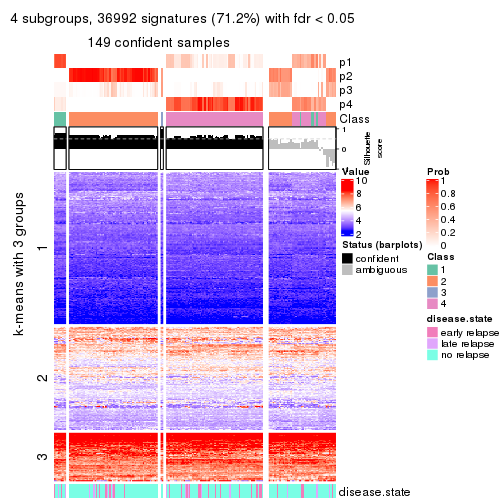 4 subgroups, 36992 signatures (71.2%) with fdr < 0.05
149 confident samples
p1
p2
p3
p4
Class
1
0
Silhouette
score
k-means with 3 groups
1
2
3
disease.state
Value
10
8
6
4
2
Status (barplots)
confident
ambiguous
Prob
1
0.8
0.6
0.4
0.2
0
Class
1
2
3
4
disease.state
early relapse
late relapse
no relapse